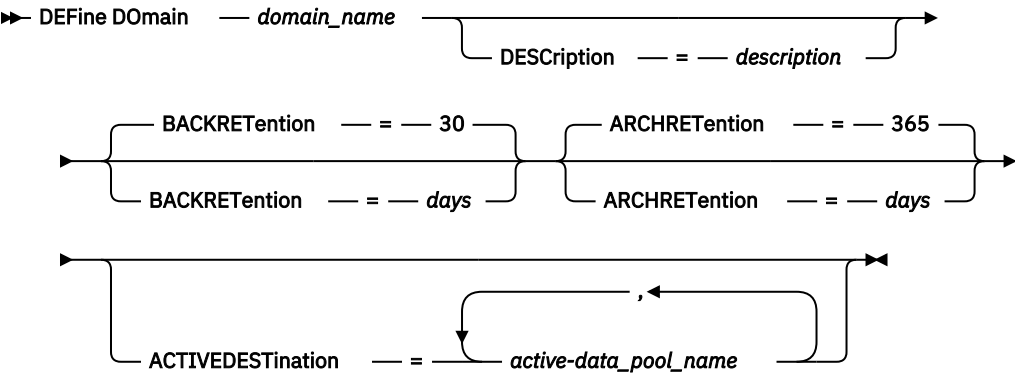 DEFine DOmain domain_name
DESCription = description
BACKRETention = 30 ARCHRETention = 365
BACKRETention = days ARCHRETention = days
,
ACTIVEDESTination = active-data_pool_name